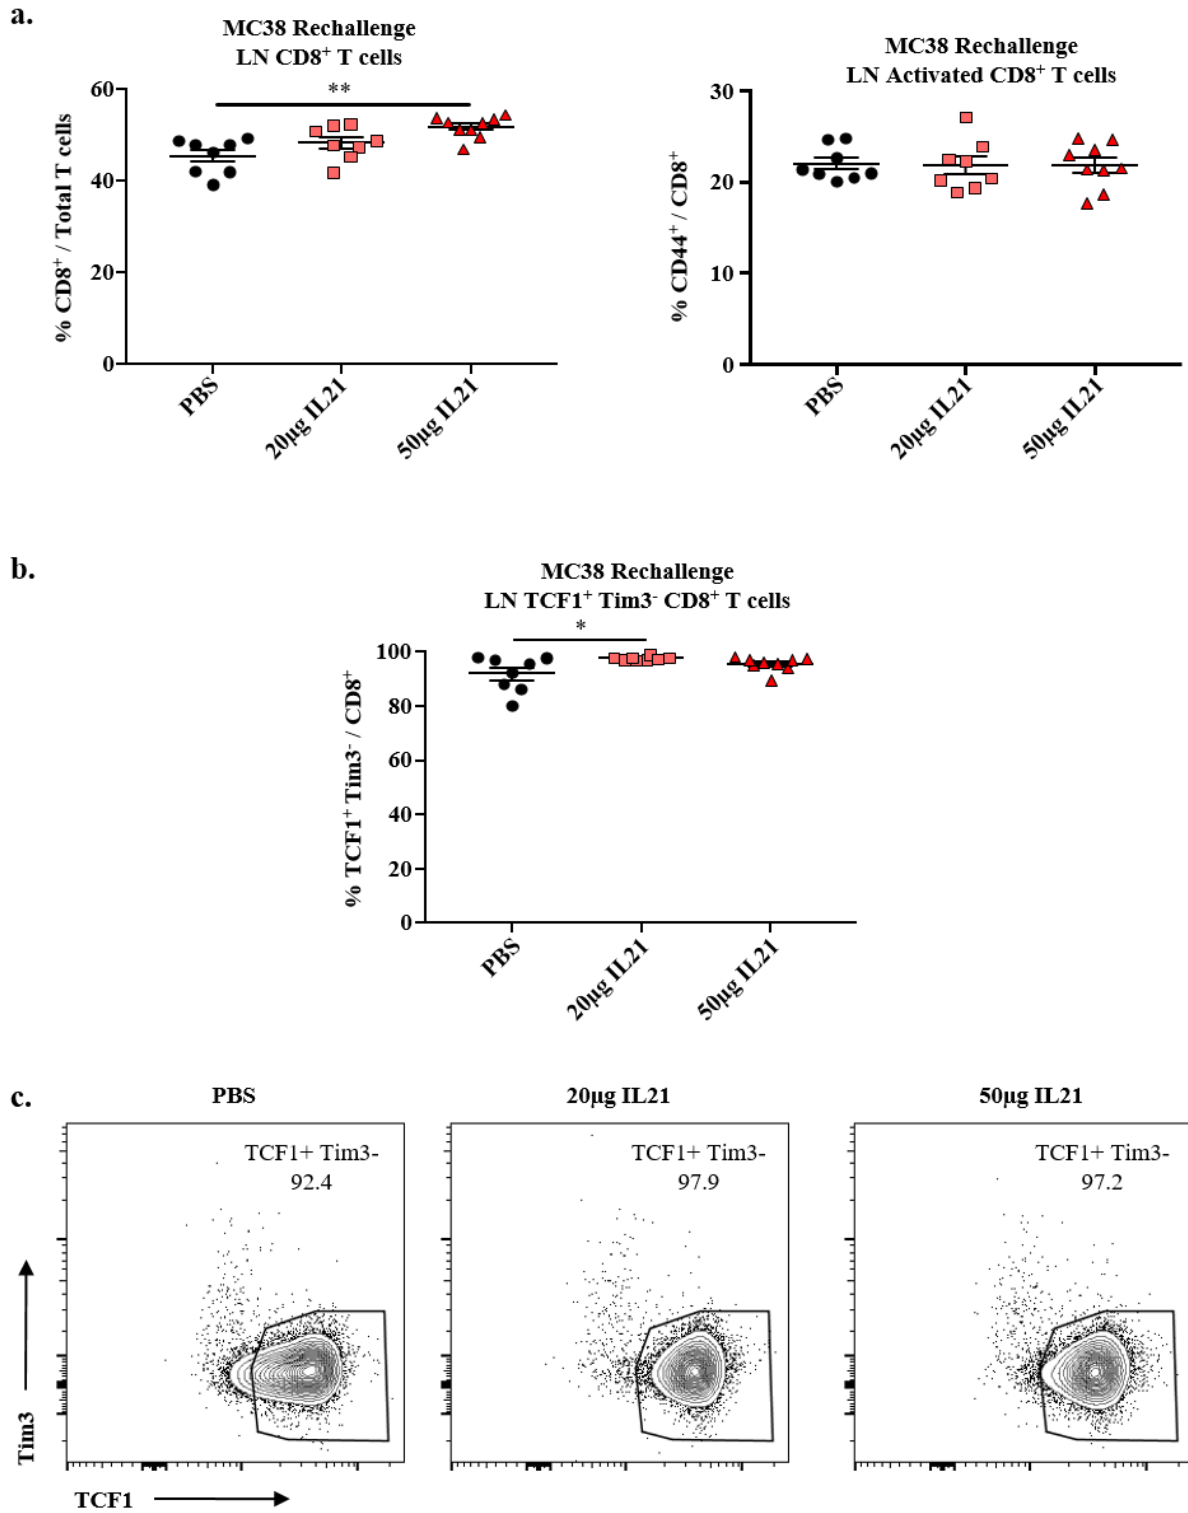 a.
MC38 Rechallenge
LN CD8⁺ T cells
**
60
40
20
0
% CD8⁺ / Total T cells
PBS
20µg IL21
50µg IL21
MC38 Rechallenge
LN Activated CD8⁺ T cells
30
20
10
0
% CD44⁺ / CD8⁺
PBS
20µg IL21
50µg IL21
b.
MC38 Rechallenge
LN TCF1⁺ Tim3⁻ CD8⁺ T cells
*
100
80
60
40
20
0
% TCF1⁺ Tim3⁻ / CD8⁺
PBS
20µg IL21
50µg IL21
c.
PBS
20µg IL21
50µg IL21
TCF1+ Tim3-
92.4
TCF1+ Tim3-
97.9
TCF1+ Tim3-
97.2
Tim3
TCF1